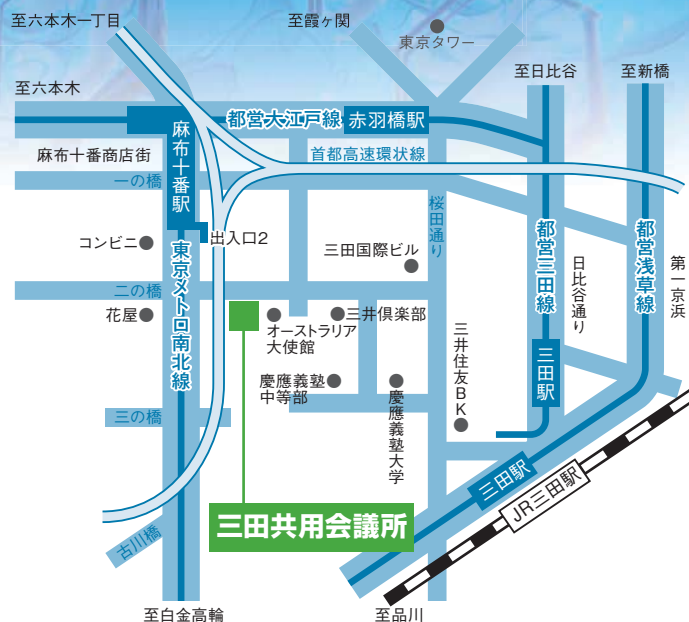 至六本木一丁目
至霞ヶ関
東京タワー
至日比谷
至新橋
至六本木
都営大江戸線
赤羽橋駅
麻布十番駅
麻布十番商店街
首都高速環状線
一の橋
桜田通り
出入口2
コンビニ
三田国際ビル
都営三田線
日比谷通り
都営浅草線
第一京浜
東京メトロ南北線
二の橋
花屋
オーストラリア
大使館
三井倶楽部
三井住友BK
三田駅
慶應義塾
中等部
慶應義塾大学
三の橋
三田駅
JR三田駅
三田共用会議所
古川橋
至白金高輪
至品川